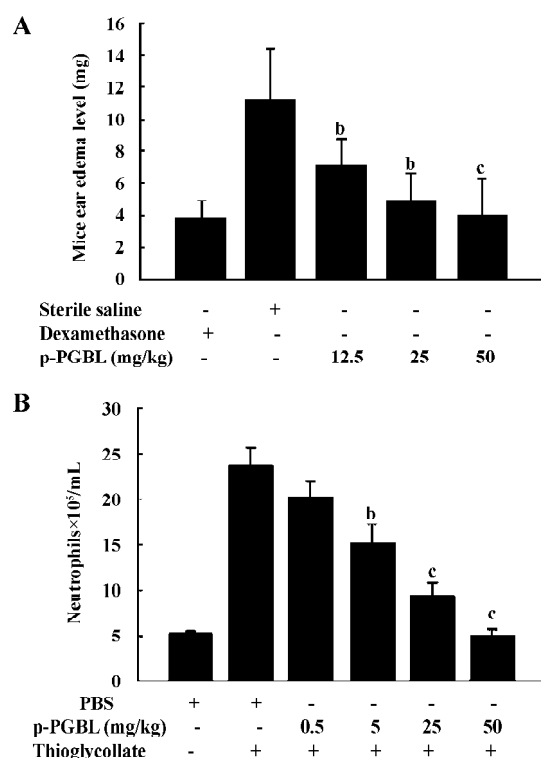 A
Mice ear edema level (mg)
16
14
12
10
8
6
4
2
0
b
b
c
Sterile saline - + - - -
Dexamethasone + - - - -
p-PGBL (mg/kg) - - 12.5 25 50
B
Neutrophils×10⁵/mL
30
25
20
15
10
5
0
b
c
c
PBS + + - - - -
p-PGBL (mg/kg) - - 0.5 5 25 50
Thioglycollate - + + + + +